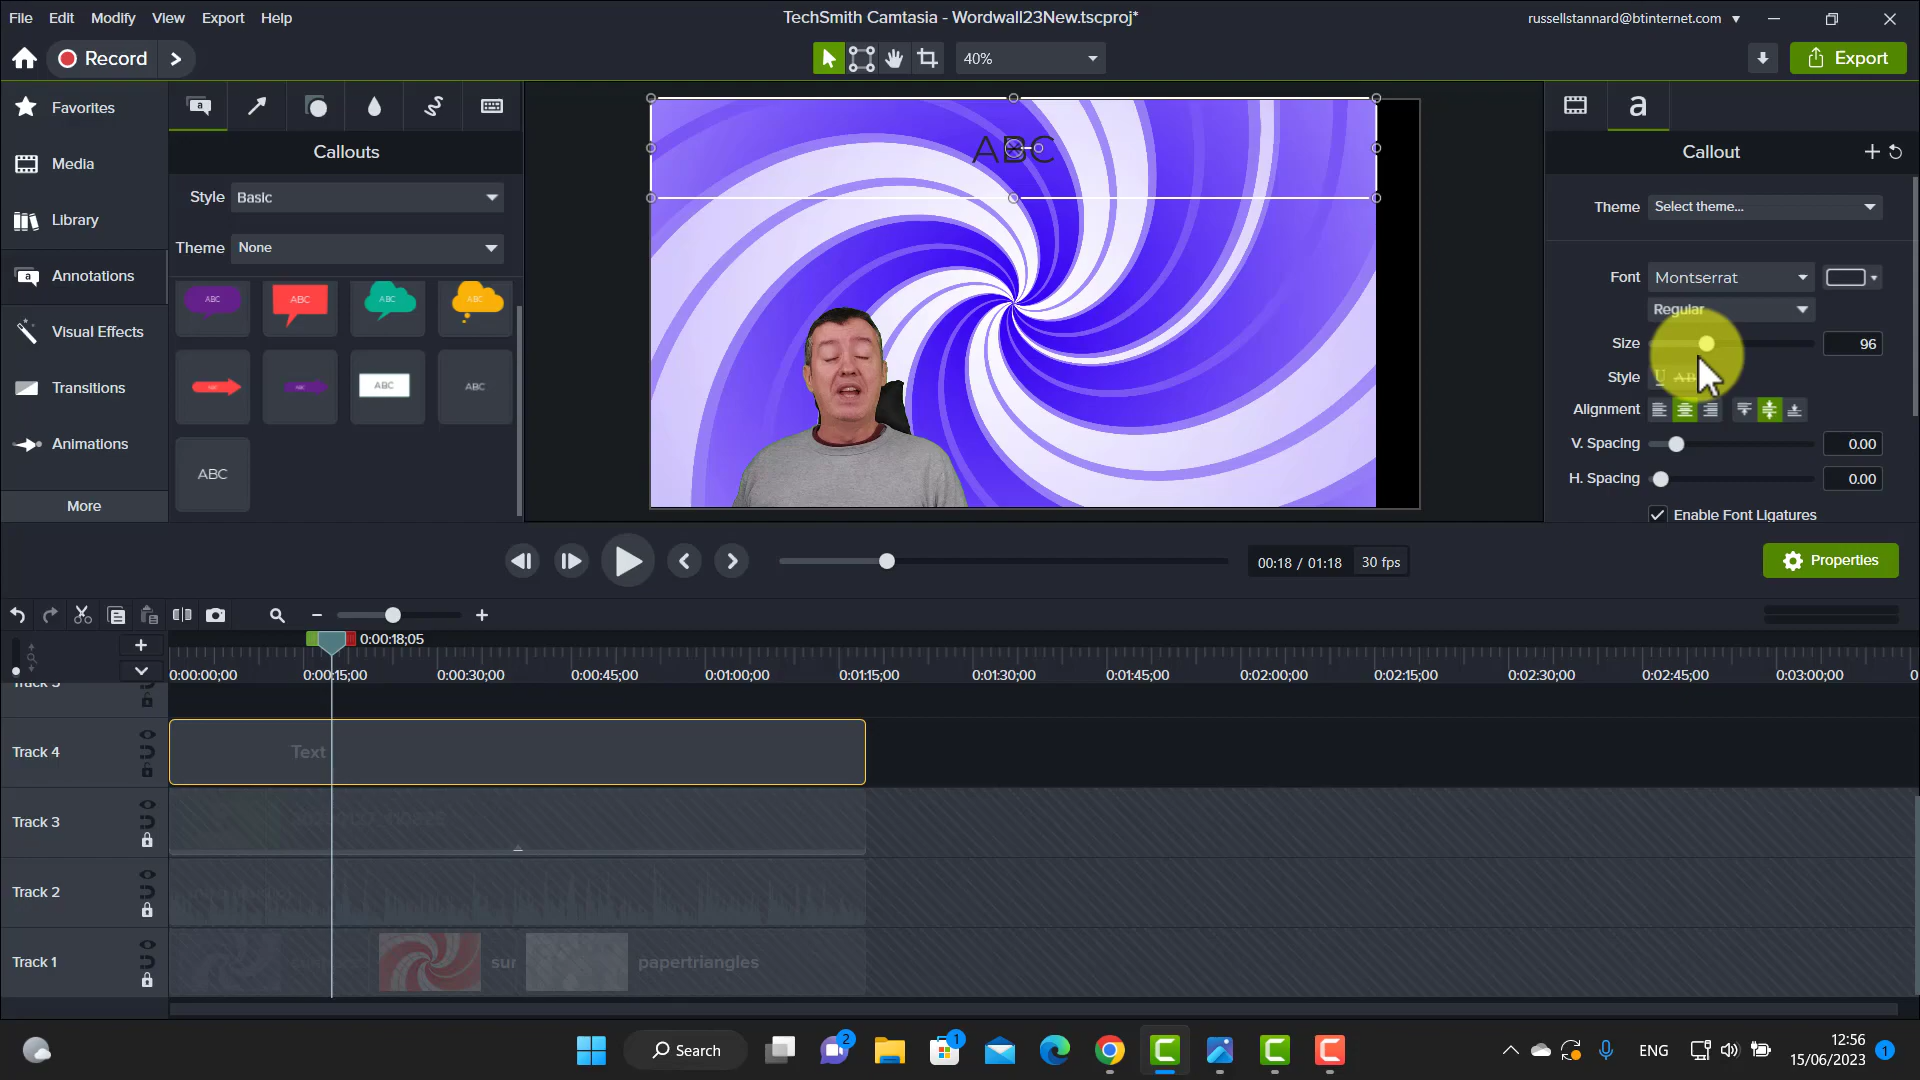 File Edit Modify View Export Help
TechSmith Camtasia - Wordwall23New.tscproj*
russellstannard@btinternet.com
Record
40%
Export
Favorites
Media
Library
Annotations
Visual Effects
Transitions
Animations
More
a
Callouts
Style Basic
Theme None
ABC ABC ABC ABC
ABC ABC
ABC
ABC
a
Callout
Theme Select theme...
Font Montserrat
Regular
Size 96
Style U
Alignment
V. Spacing 0.00
H. Spacing 0.00
Enable Font Ligatures
00:18 / 01:18 30 fps
Properties
0:00:18;05
0:00:00;00 0:00:15;00 0:00:30;00 0:00:45;00 0:01:00;00 0:01:15;00 0:01:30;00 0:01:45;00 0:02:00;00 0:02:15;00 0:02:30;00 0:02:45;00 0:03:00;00 0
Track 4
Text
Track 3
Track 2
Track 1
sur
papertriangles
Search
2
1
ENG
12:56
15/06/2023
1